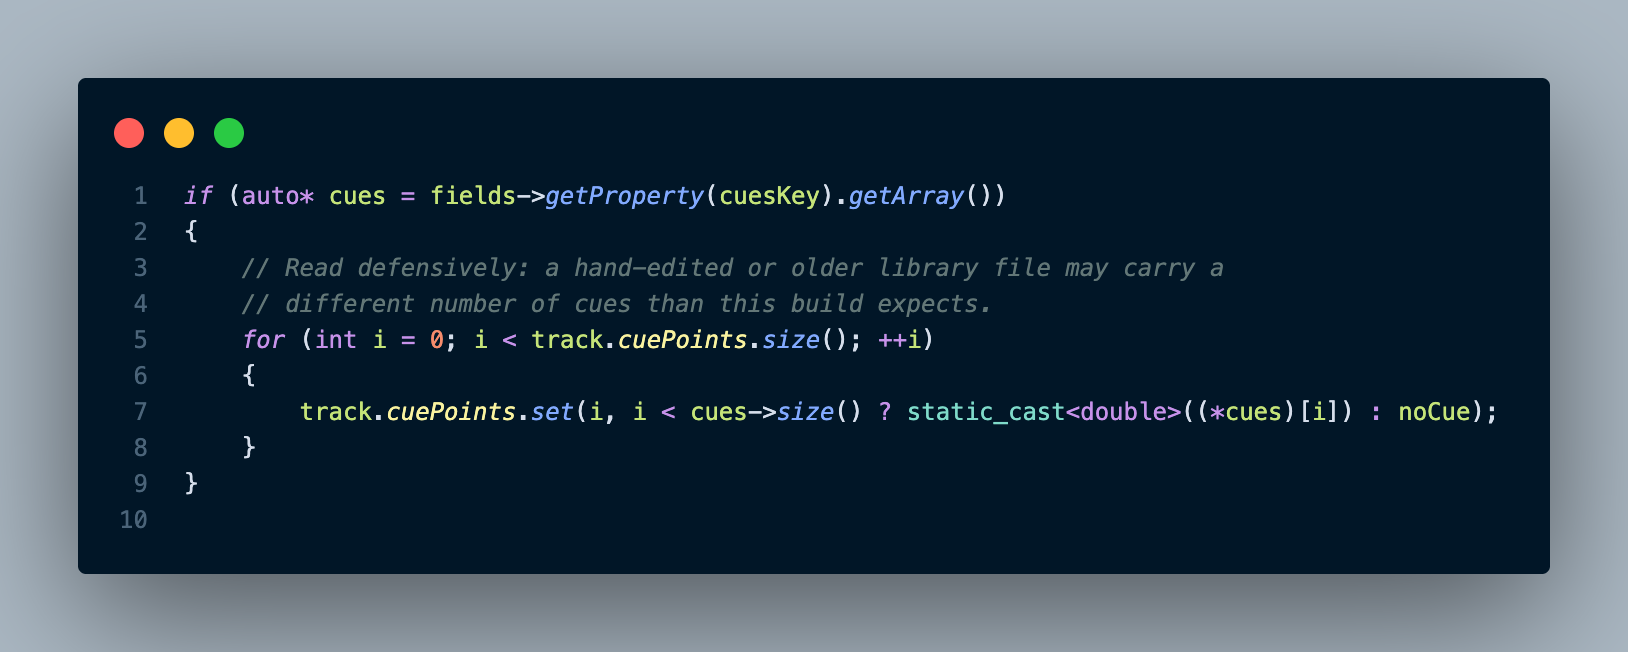 1 if (auto* cues = fields->getProperty(cuesKey).getArray())
2 {
3     // Read defensively: a hand-edited or older library file may carry a
4     // different number of cues than this build expects.
5     for (int i = 0; i < track.cuePoints.size(); ++i)
6     {
7         track.cuePoints.set(i, i < cues->size() ? static_cast<double>((*cues)[i]) : noCue);
8     }
9 }
10